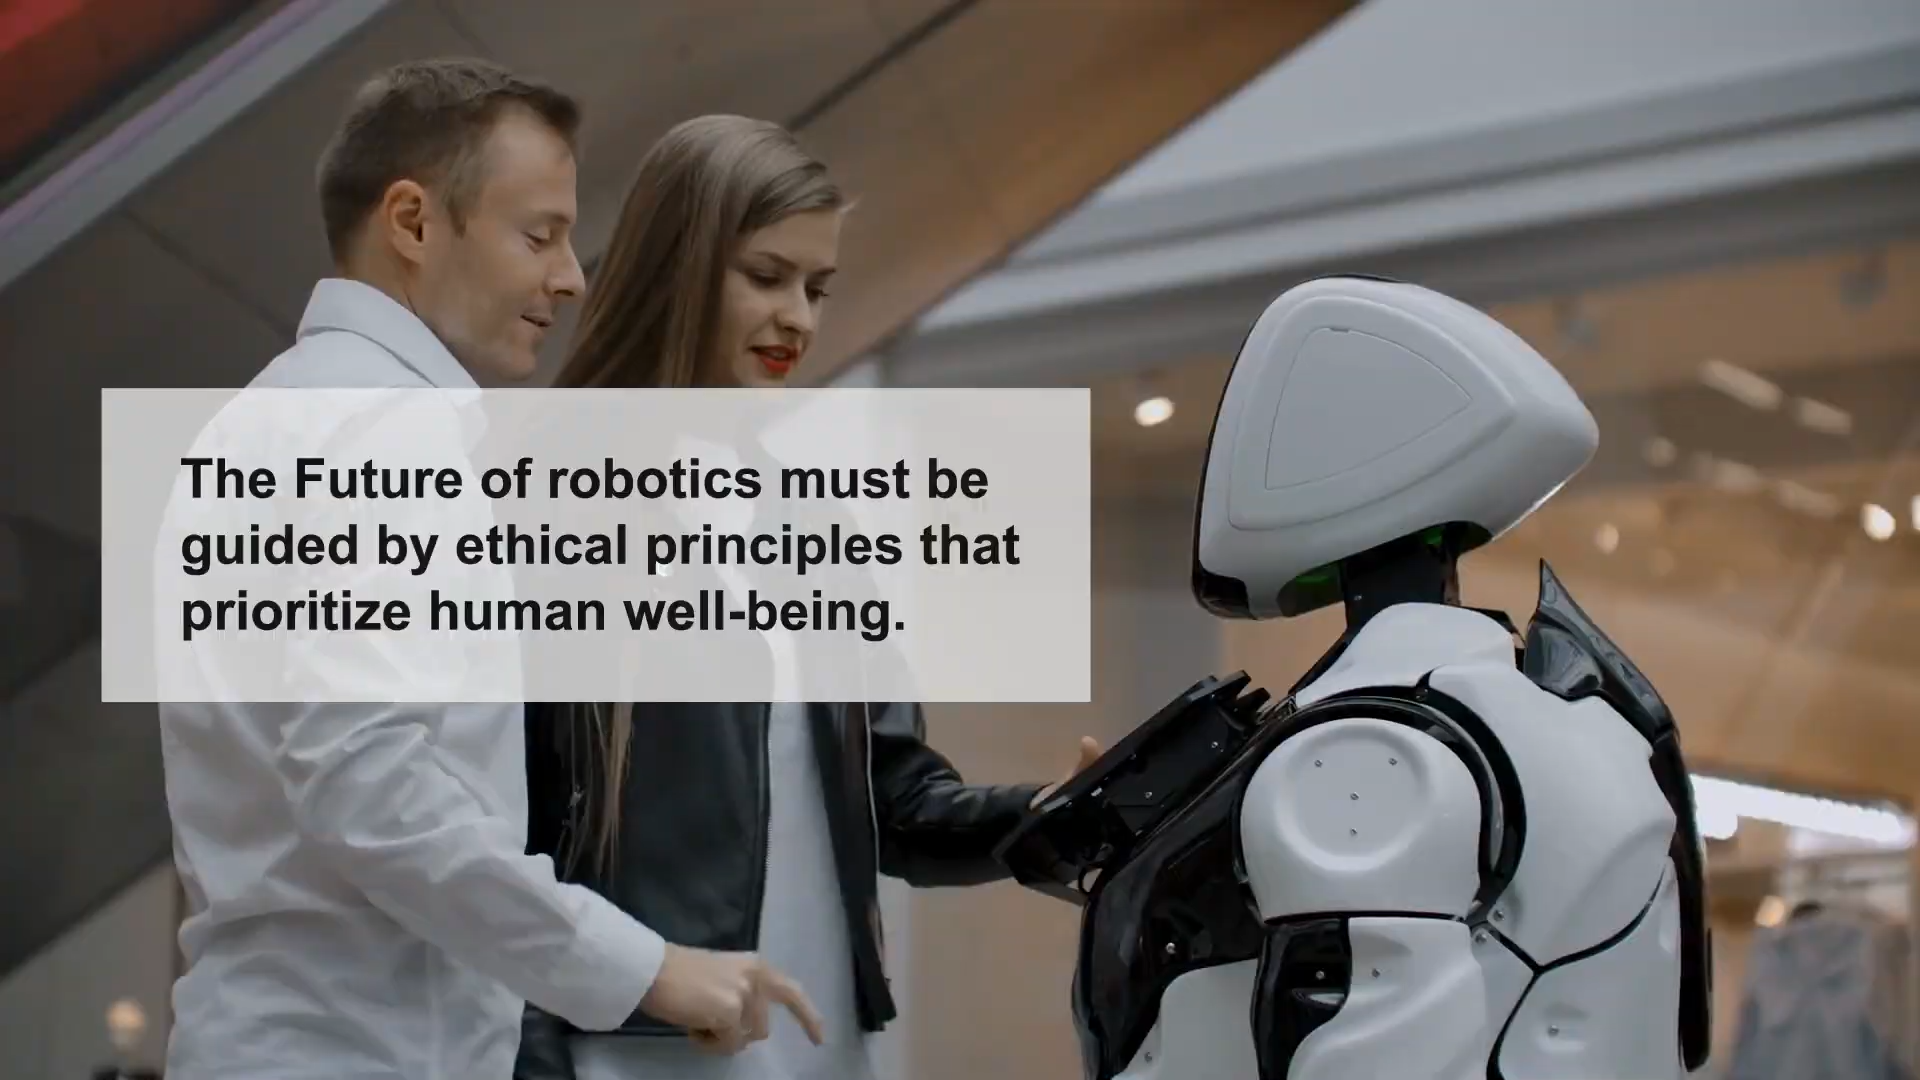 The Future of robotics must be
guided by ethical principles that
prioritize human well-being.